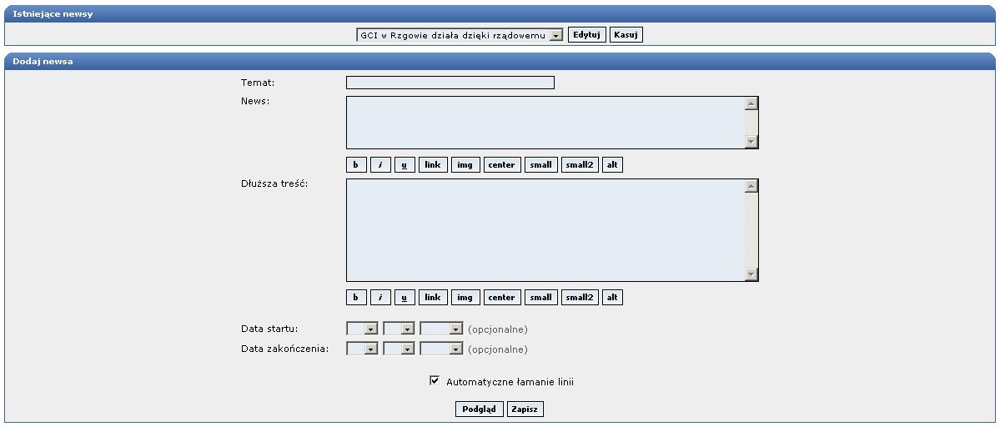 Istniejące newsy
GCI w Rzgowie działa dzięki rządowemu Edytuj Kasuj
Dodaj newsa
Temat:
News:
b i u link img center small small2 alt
Dłuższa treść:
b i u link img center small small2 alt
Data startu: (opcjonalne)
Data zakończenia: (opcjonalne)
Automatyczne łamanie linii
Podgląd Zapisz